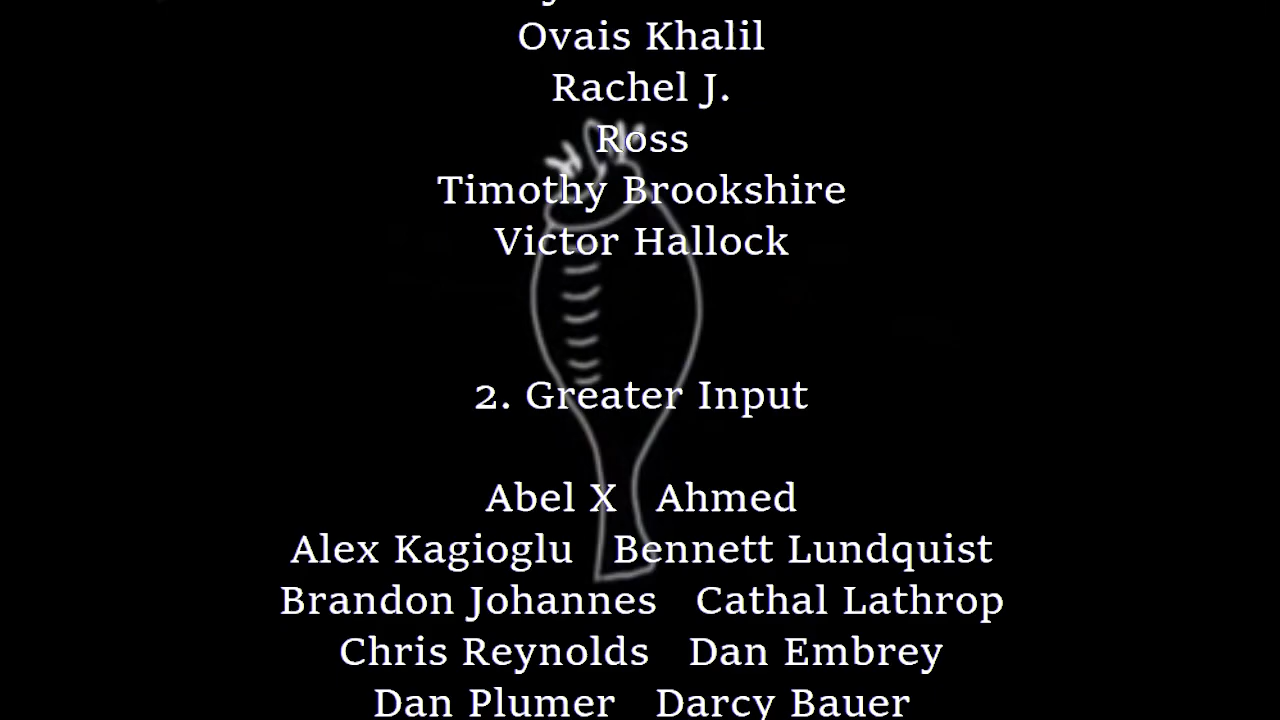 Ovais Khalil
Rachel J.
Ross
Timothy Brookshire
Victor Hallock
2. Greater Input
Abel X Ahmed
Alex Kagioglu Bennett Lundquist
Brandon Johannes Cathal Lathrop
Chris Reynolds Dan Embrey
Dan Plumer Darcy Bauer